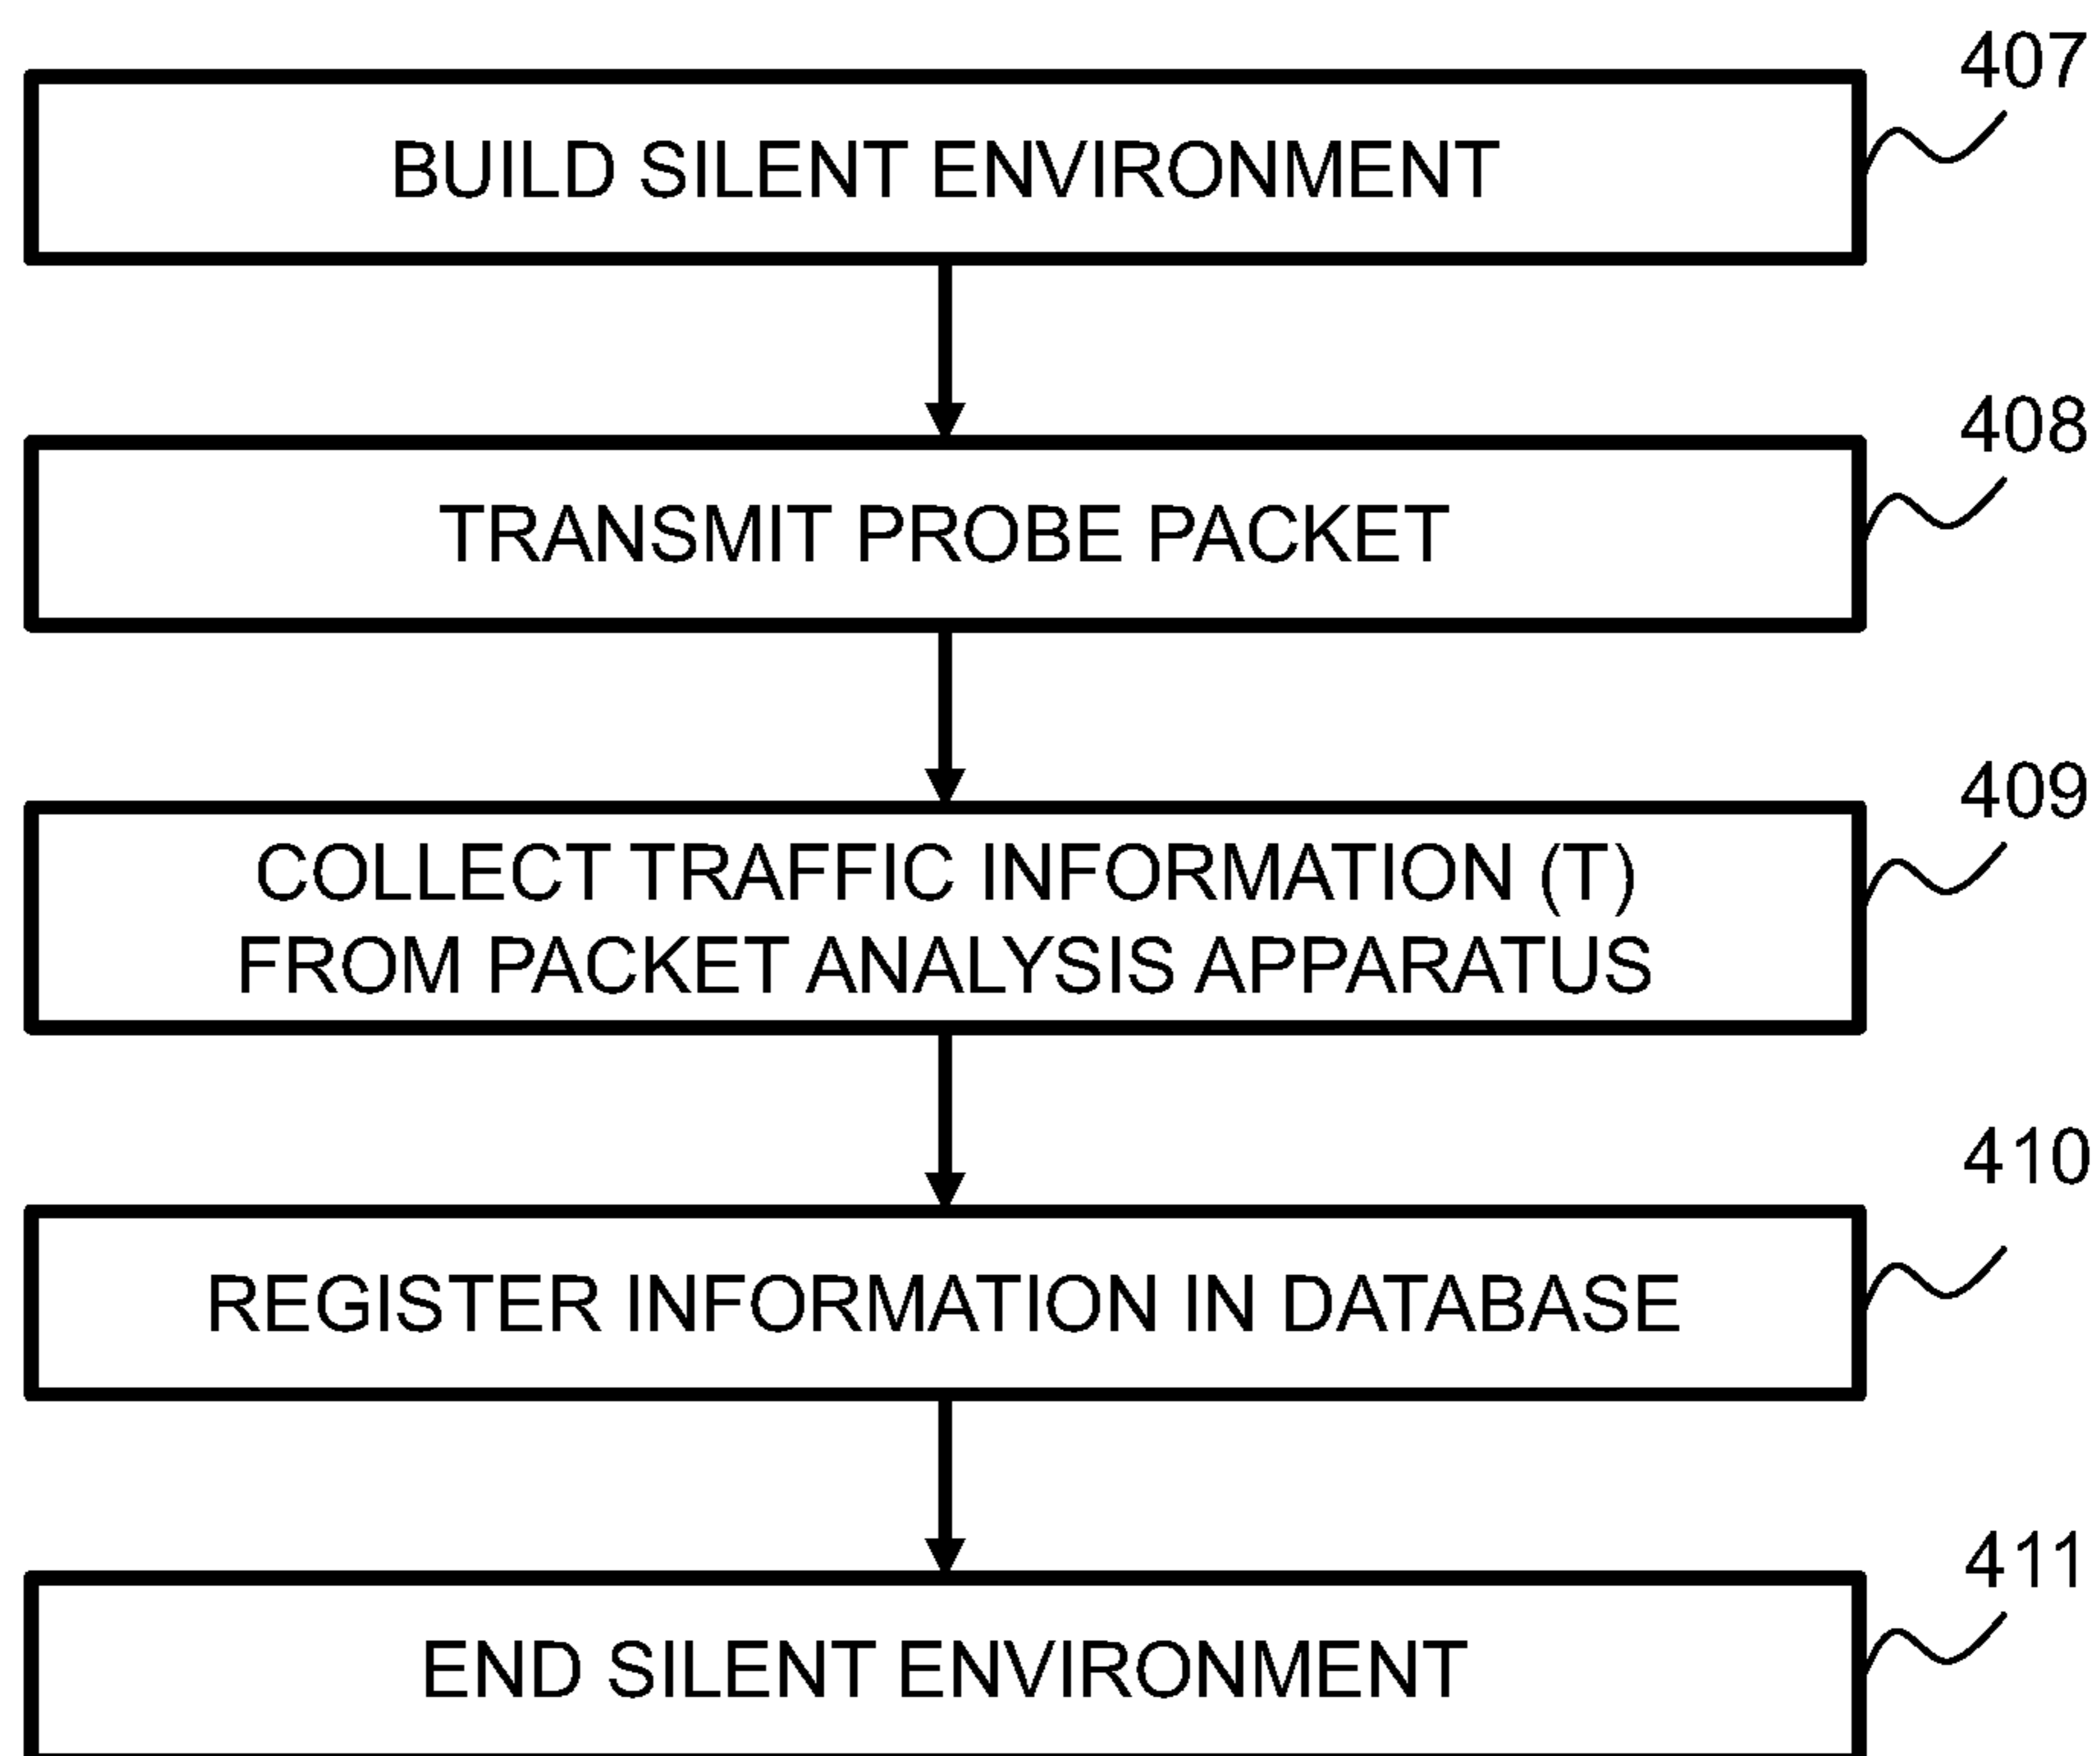 407
BUILD SILENT ENVIRONMENT
408
TRANSMIT PROBE PACKET
409
COLLECT TRAFFIC INFORMATION (T)
FROM PACKET ANALYSIS APPARATUS
410
REGISTER INFORMATION IN DATABASE
411
END SILENT ENVIRONMENT